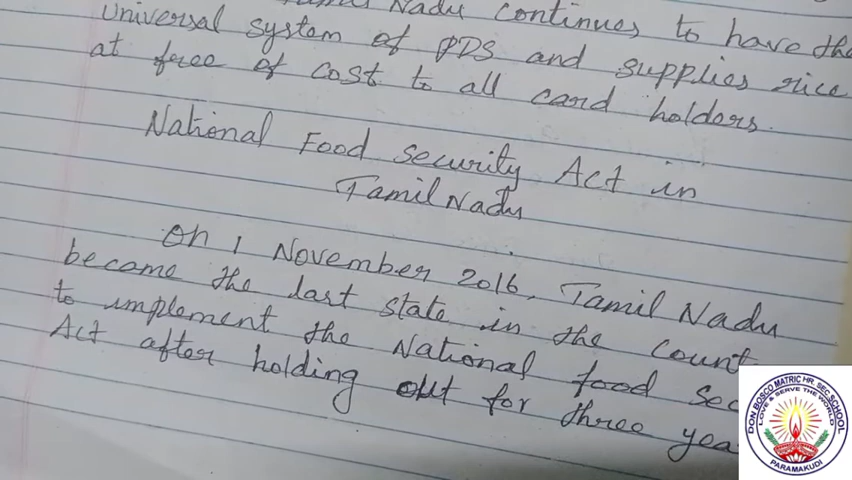 Tamil Nadu continues to have the
Universal system of PDS and supplies rice
at free of cost to all card holders.
National Food Security Act in
Tamil Nadu
On 1 November 2016, Tamil Nadu
became the last state in the count
to implement the National food sec
Act after holding out for three yea
DON BOSCO MATRIC HR. SEC. SCHOOL
LOVE & SERVE THE WORLD
PARAMAKUDI